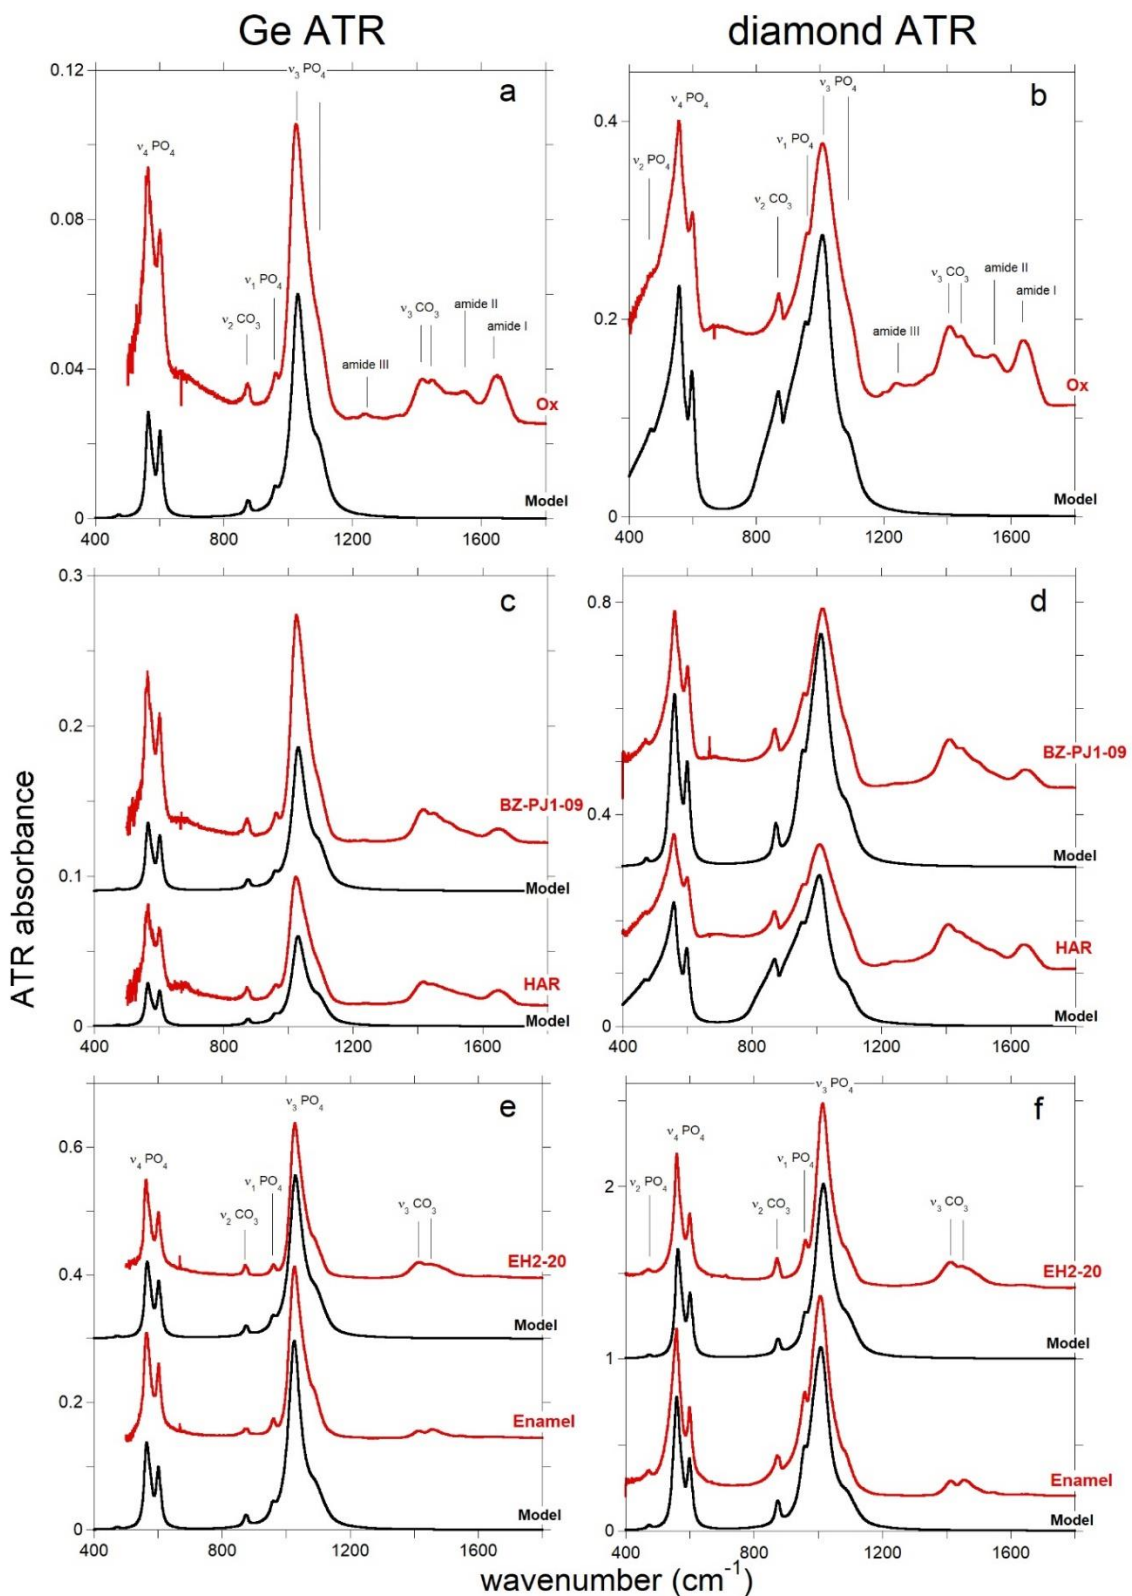 Ge ATR
diamond ATR
a
0.12
0.08
0.04
0
ν3 PO4
ν4 PO4
ν1 PO4
ν2 CO3
ν3 CO3
amide II
amide I
amide III
Ox
Model
400 800 1200 1600
b
0.4
0.2
0
ν3 PO4
ν4 PO4
ν1 PO4
ν2 PO4
ν2 CO3
amide II
ν3 CO3
amide I
amide III
Ox
Model
400 800 1200 1600
c
0.3
0.2
0.1
0
BZ-PJ1-09
Model
HAR
Model
400 800 1200 1600
d
0.8
0.4
0
BZ-PJ1-09
Model
HAR
Model
400 800 1200 1600
ATR absorbance
e
0.6
0.4
0.2
0
ν3 PO4
ν4 PO4
ν1 PO4
ν2 CO3
ν3 CO3
EH2-20
Model
Enamel
Model
400 800 1200 1600
f
2
1
0
ν3 PO4
ν4 PO4
ν1 PO4
ν2 PO4
ν2 CO3
ν3 CO3
EH2-20
Model
Enamel
Model
400 800 1200 1600
wavenumber (cm-1)